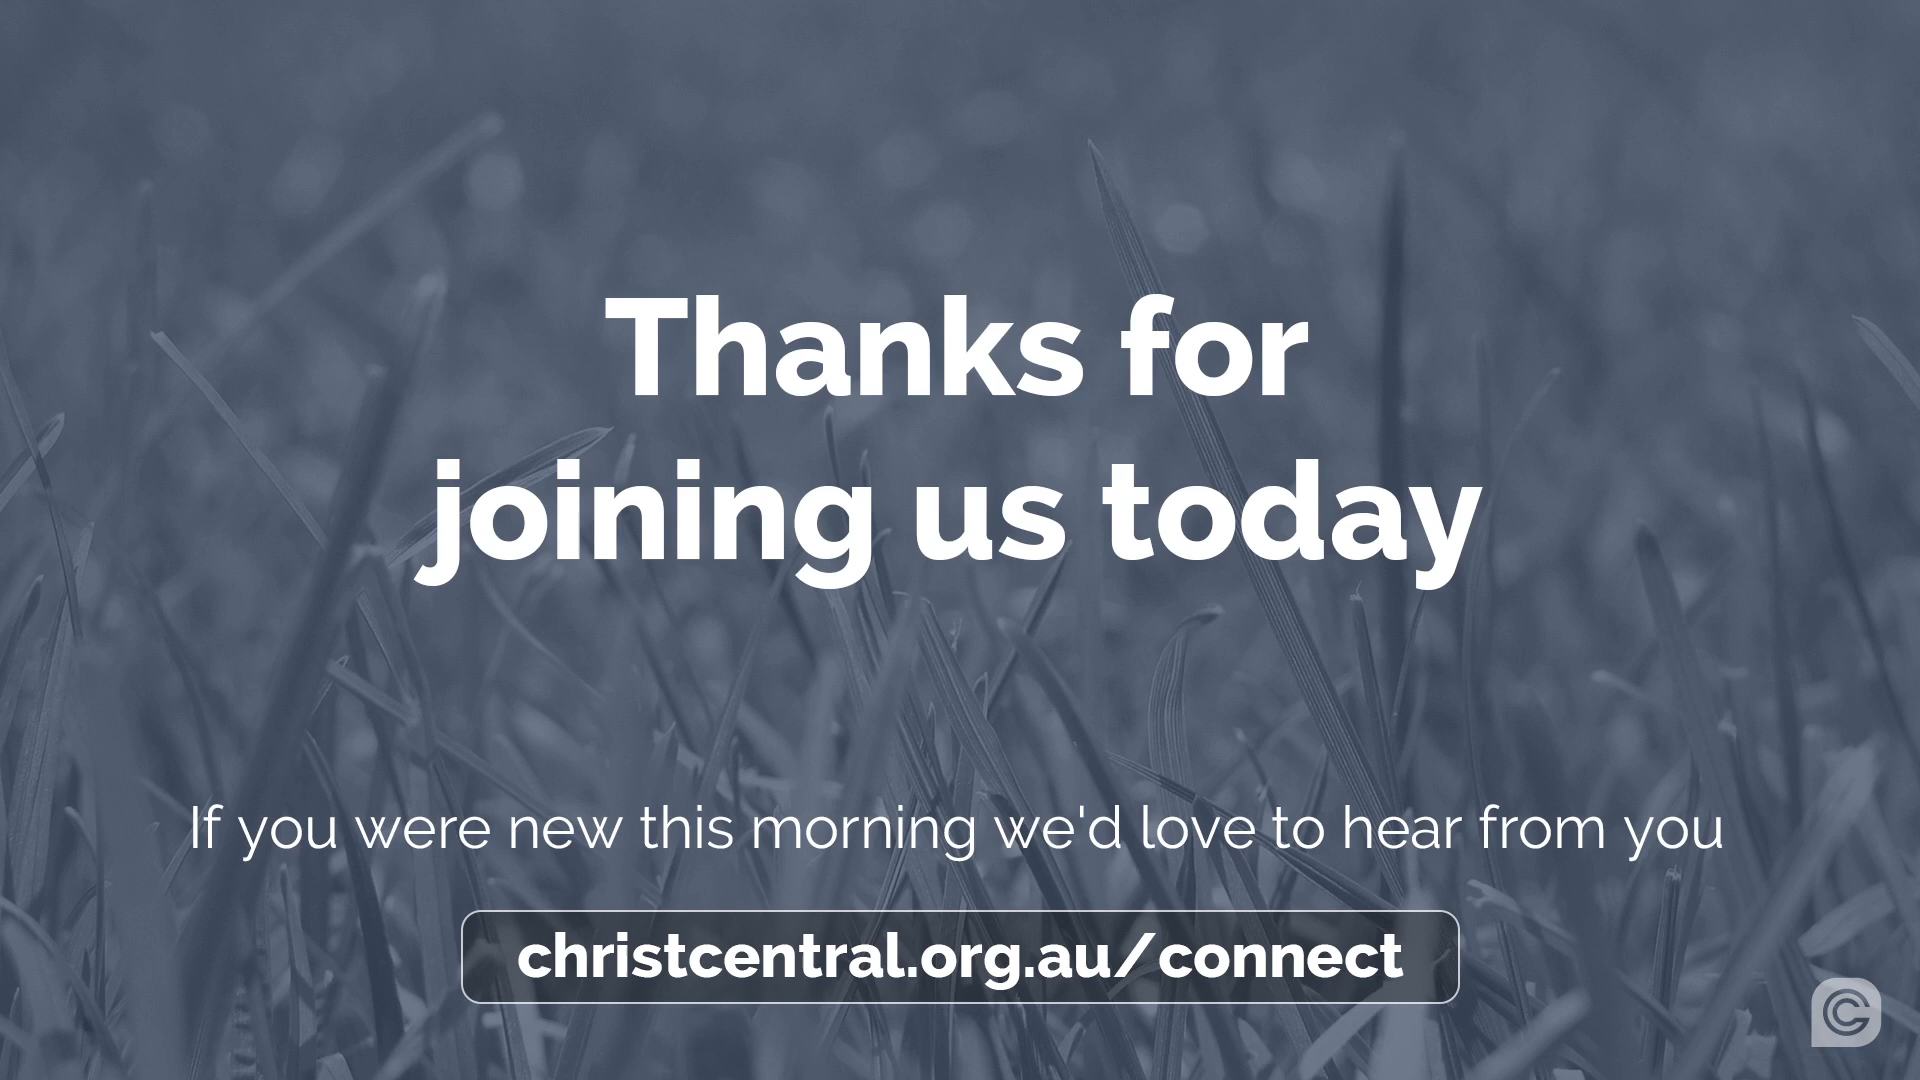 Thanks for
joining us today
If you were new this morning we'd love to hear from you
christcentral.org.au/connect